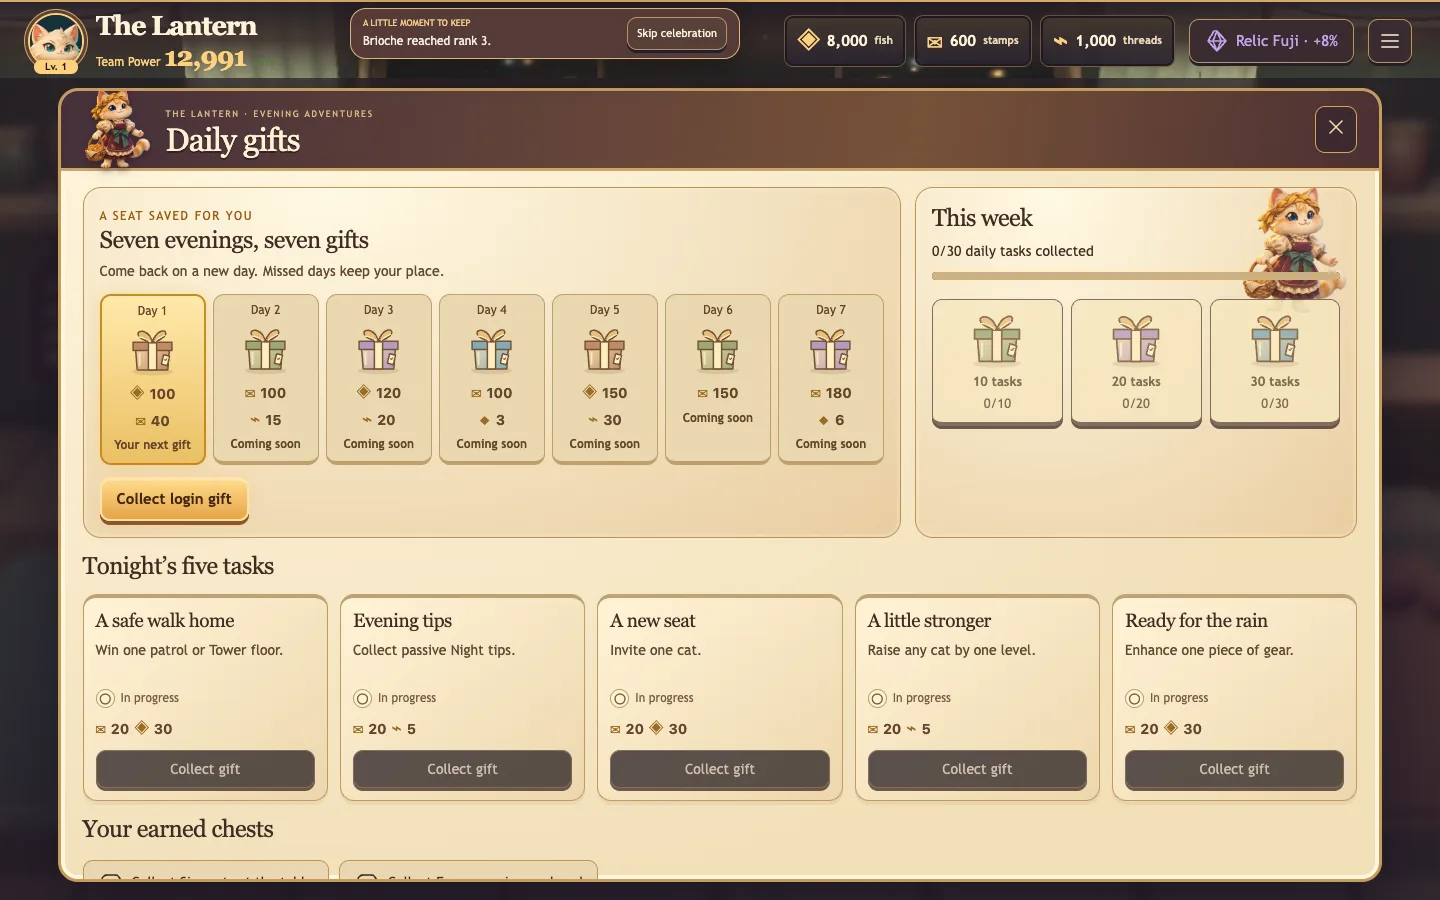 The Lantern
Lv. 1
Team Power 12,991
A LITTLE MOMENT TO KEEP
Brioche reached rank 3.
Skip celebration
8,000 fish
600 stamps
1,000 threads
Relic Fuji · +8%
THE LANTERN · EVENING ADVENTURES
Daily gifts
A SEAT SAVED FOR YOU
Seven evenings, seven gifts
Come back on a new day. Missed days keep your place.
Day 1
100
40
Your next gift
Day 2
100
15
Coming soon
Day 3
120
20
Coming soon
Day 4
100
3
Coming soon
Day 5
150
30
Coming soon
Day 6
150
Coming soon
Day 7
180
6
Coming soon
Collect login gift
This week
0/30 daily tasks collected
10 tasks
0/10
20 tasks
0/20
30 tasks
0/30
Tonight's five tasks
A safe walk home
Win one patrol or Tower floor.
In progress
20 30
Collect gift
Evening tips
Collect passive Night tips.
In progress
20 5
Collect gift
A new seat
Invite one cat.
In progress
20 30
Collect gift
A little stronger
Raise any cat by one level.
In progress
20 5
Collect gift
Ready for the rain
Enhance one piece of gear.
In progress
20 30
Collect gift
Your earned chests